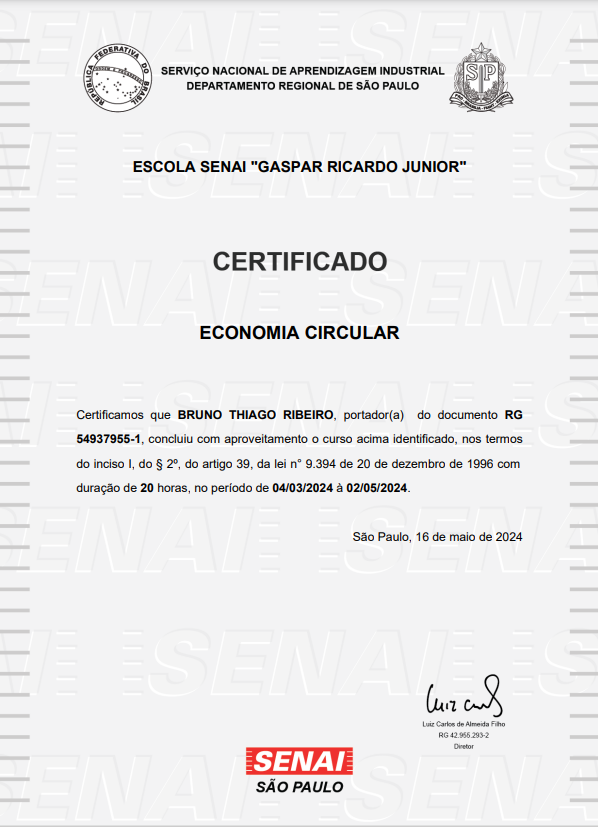 REPÚBLICA FEDERATIVA DO BRASIL
SP
SERVIÇO NACIONAL DE APRENDIZAGEM INDUSTRIAL
DEPARTAMENTO REGIONAL DE SÃO PAULO
ESCOLA SENAI "GASPAR RICARDO JUNIOR"
CERTIFICADO
ECONOMIA CIRCULAR
Certificamos que BRUNO THIAGO RIBEIRO, portador(a) do documento RG
54937955-1, concluiu com aproveitamento o curso acima identificado, nos termos
do inciso I, do § 2º, do artigo 39, da lei n° 9.394 de 20 de dezembro de 1996 com
duração de 20 horas, no período de 04/03/2024 à 02/05/2024.
São Paulo, 16 de maio de 2024
Luiz Carlos de Almeida Filho
RG 42.955.293-2
Diretor
SENAI
SÃO PAULO